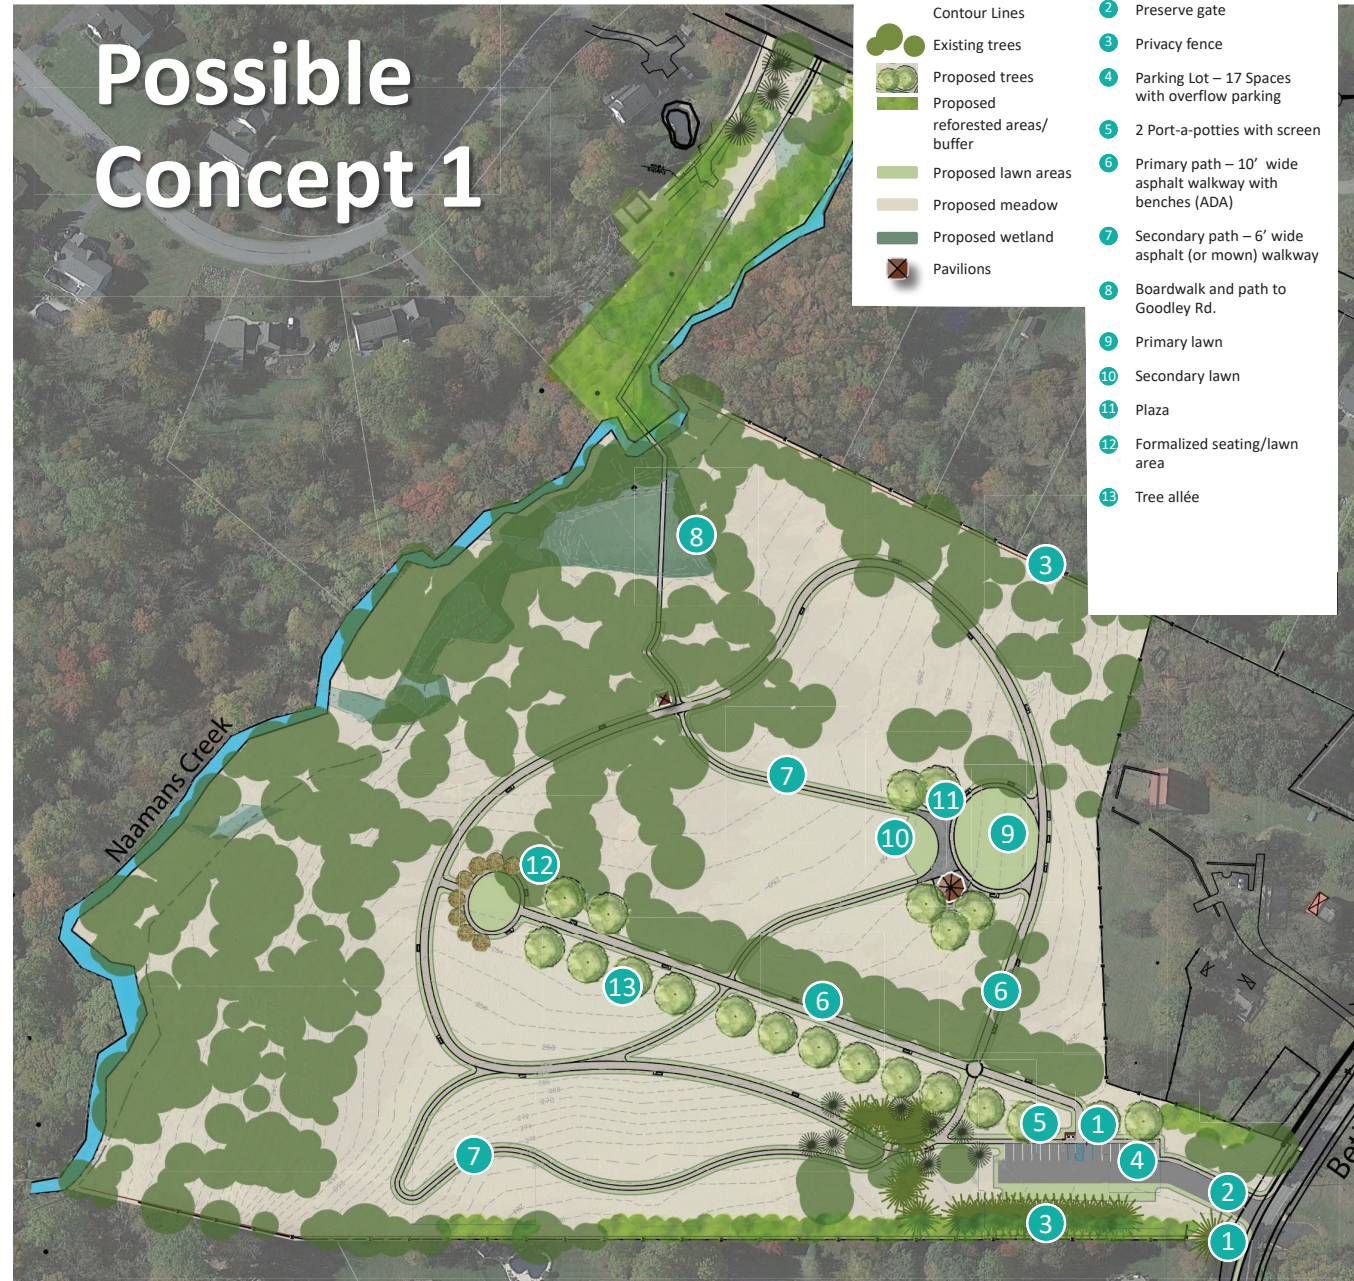 Possible
Concept 1
Contour Lines
Existing trees
Proposed trees
Proposed
reforested areas/
buffer
Proposed lawn areas
Proposed meadow
Proposed wetland
Pavilions
2 Preserve gate
3 Privacy fence
4 Parking Lot – 17 Spaces
with overflow parking
5 2 Port-a-potties with screen
6 Primary path – 10’ wide
asphalt walkway with
benches (ADA)
7 Secondary path – 6’ wide
asphalt (or mown) walkway
8 Boardwalk and path to
Goodley Rd.
9 Primary lawn
10 Secondary lawn
11 Plaza
12 Formalized seating/lawn
area
13 Tree allée
8
3
7
11
10
9
12
13
6
6
5
1
4
7
2
3
1
Naamans Creek
Bet